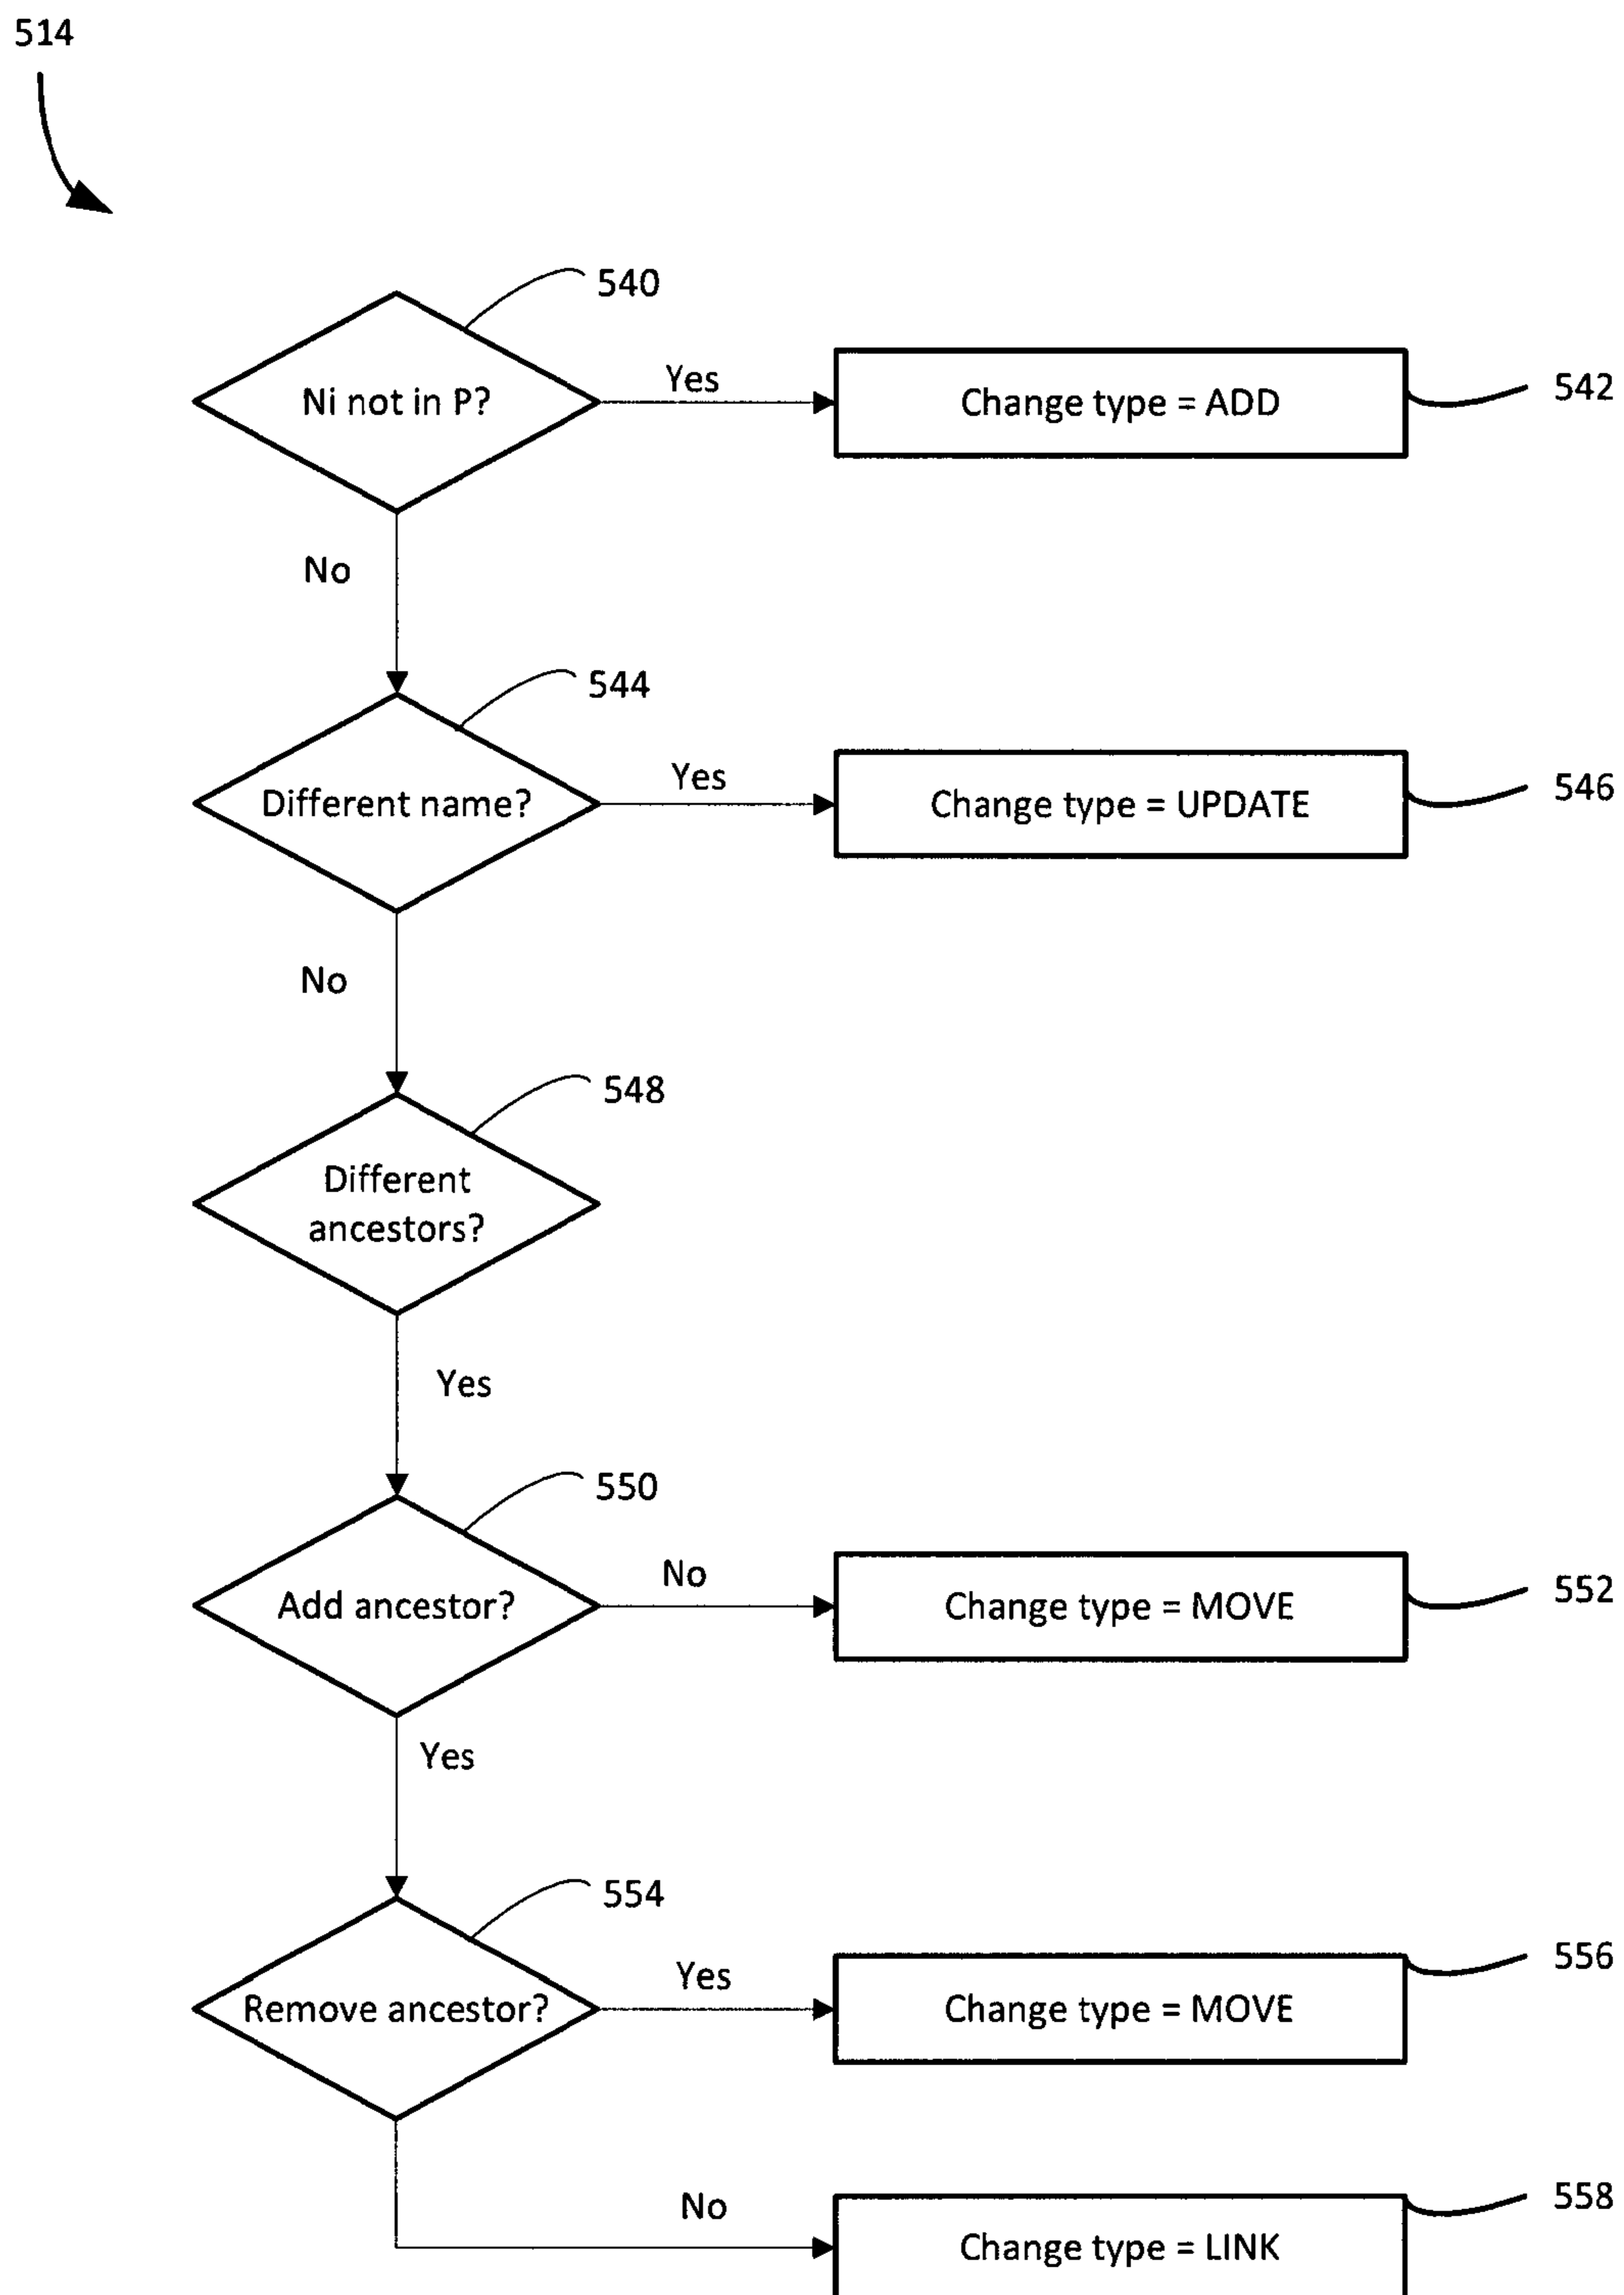 514
540
Ni not in P?
Yes
Change type = ADD
542
No
544
Different name?
Yes
Change type = UPDATE
546
No
548
Different
ancestors?
Yes
550
Add ancestor?
No
Change type = MOVE
552
Yes
554
Remove ancestor?
Yes
Change type = MOVE
556
No
Change type = LINK
558